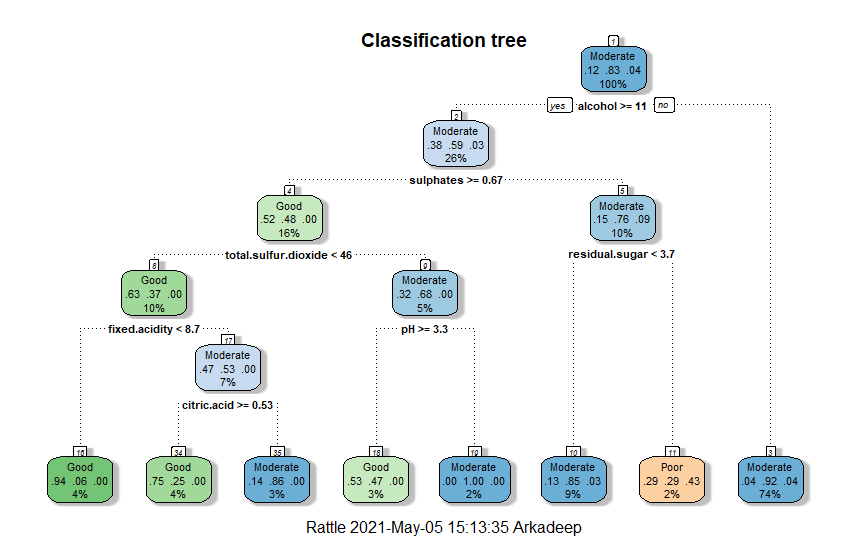 Classification tree
1
Moderate
.12 .83 .04
100%
yes alcohol >= 11 no
2
Moderate
.38 .59 .03
26%
sulphates >= 0.67
4
Good
.52 .48 .00
16%
5
Moderate
.15 .76 .09
10%
total.sulfur.dioxide < 46
residual.sugar < 3.7
8
Good
.63 .37 .00
10%
9
Moderate
.32 .68 .00
5%
fixed.acidity < 8.7
pH >= 3.3
17
Moderate
.47 .53 .00
7%
citric.acid >= 0.53
16
Good
.94 .06 .00
4%
34
Good
.75 .25 .00
4%
35
Moderate
.14 .86 .00
3%
18
Good
.53 .47 .00
3%
19
Moderate
.00 1.00 .00
2%
10
Moderate
.13 .85 .03
9%
11
Poor
.29 .29 .43
2%
3
Moderate
.04 .92 .04
74%
Rattle 2021-May-05 15:13:35 Arkadeep